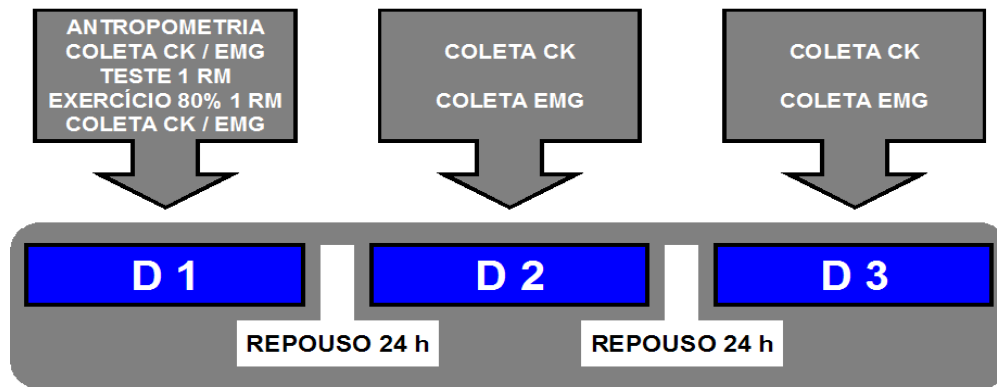 ANTROPOMETRIA
COLETA CK / EMG
TESTE 1 RM
EXERCÍCIO 80% 1 RM
COLETA CK / EMG
COLETA CK
COLETA EMG
COLETA CK
COLETA EMG
D 1
D 2
D 3
REPOUSO 24 h
REPOUSO 24 h